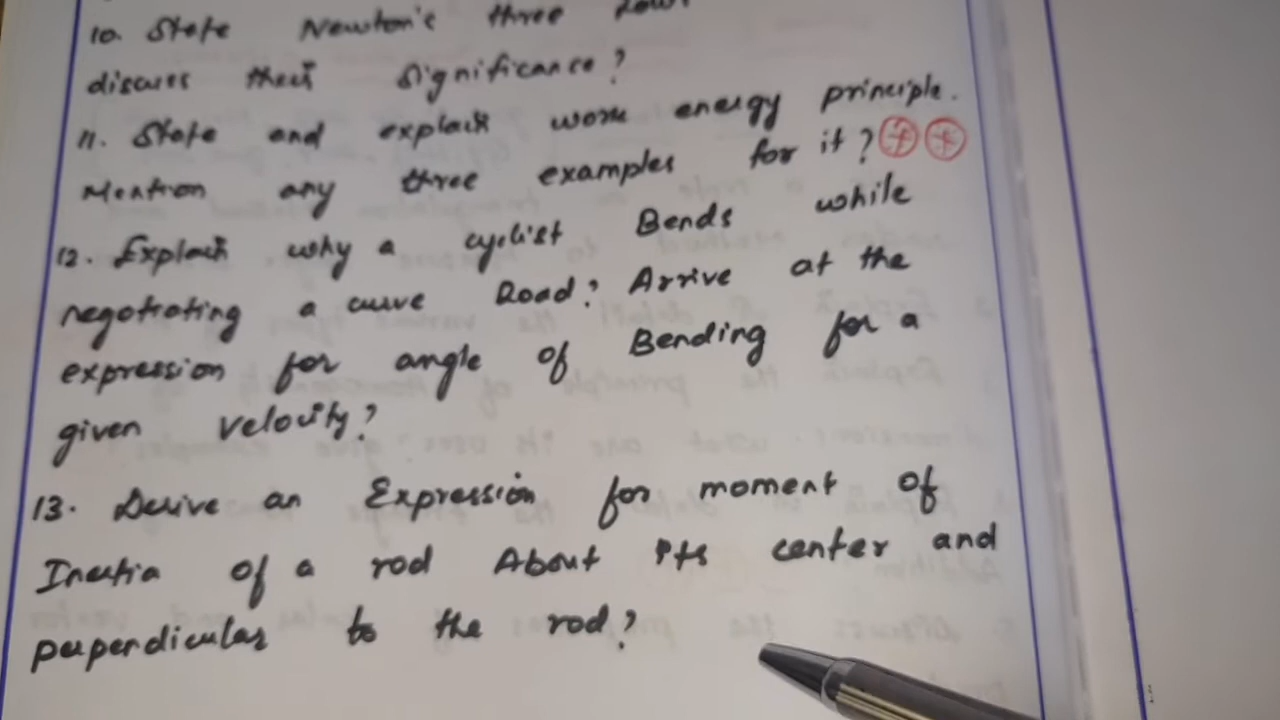 10. State Newton's three
discuss their significance?
11. State and explain work energy principle.
Mention any three examples for it?
12. Explain why a cyclist Bends while
negotiating a curve Road? Arrive at the
expression for angle of Bending for a
given velocity?
13. Derive an Expression for moment of
Inertia of a rod About its center and
perpendicular to the rod?